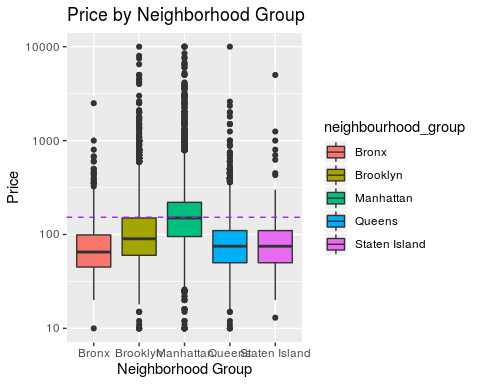 Price by Neighborhood Group
10000
1000
100
10
Price
Bronx Brooklyn Manhattan Queens Staten Island
Neighborhood Group
neighbourhood_group
Bronx
Brooklyn
Manhattan
Queens
Staten Island